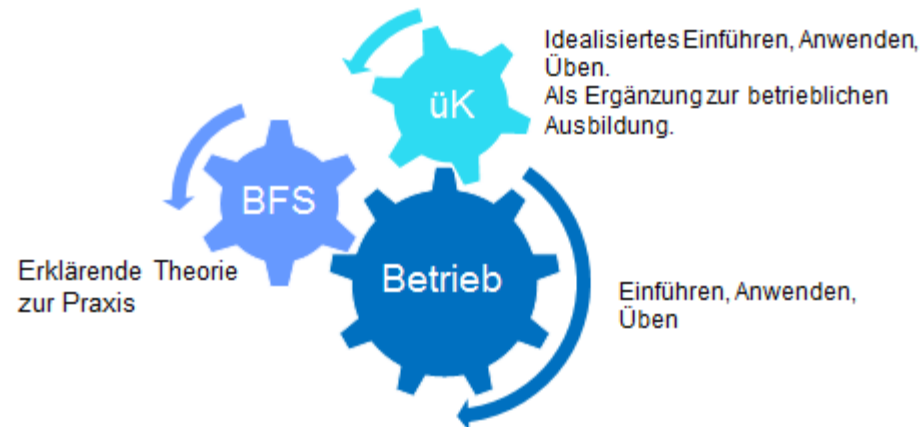 Idealisiertes Einführen, Anwenden,
Üben.
Als Ergänzung zur betrieblichen
Ausbildung.
üK
BFS
Erklärende Theorie
zur Praxis
Betrieb
Einführen, Anwenden,
Üben